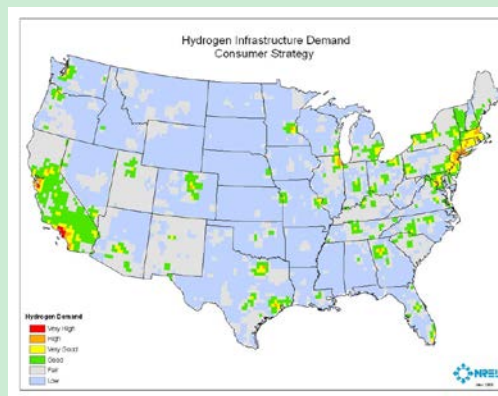 Hydrogen Infrastructure Demand
Consumer Strategy
Hydrogen Demand
Very High
High
Very Good
Good
Fair
Low
NREL